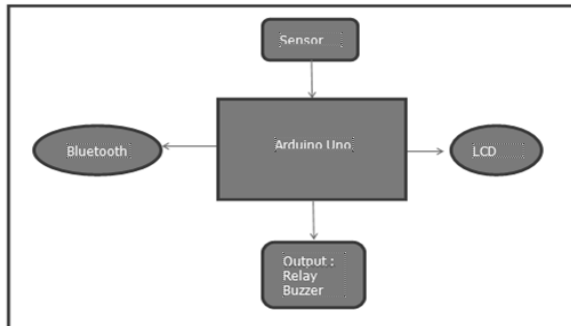 Sensor
Bluetooth
Arduino Uno
LCD
Output :
Relay
Buzzer